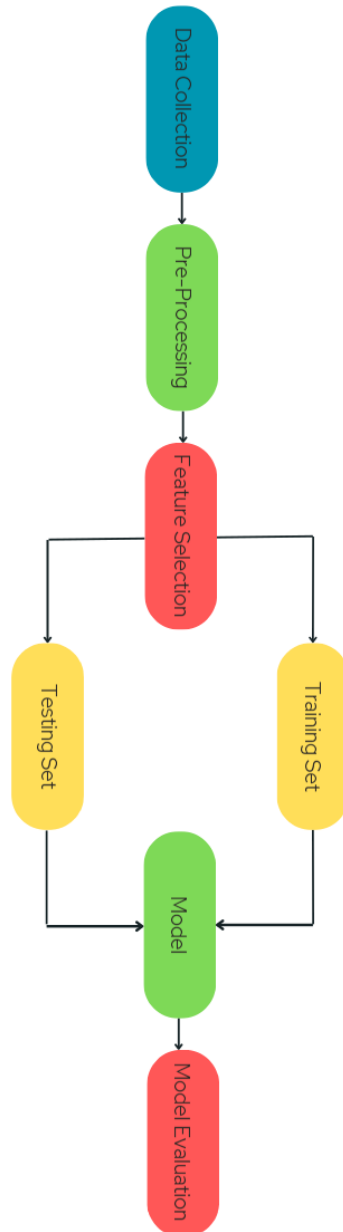 Data Collection
Pre-Processing
Feature Selection
Training Set
Testing Set
Model
Model Evaluation